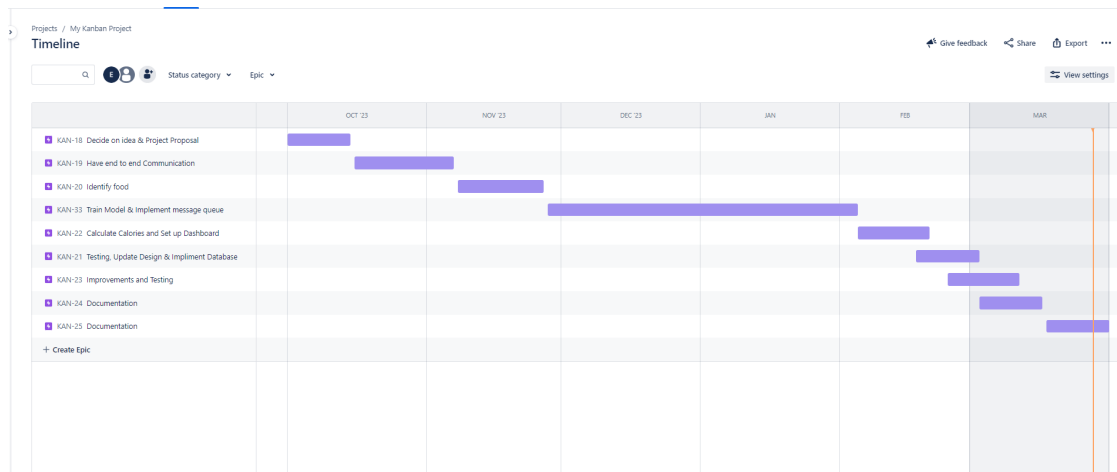 Projects / My Kanban Project
Timeline
Give feedback Share Export
E Status category Epic
View settings
OCT '23 NOV '23 DEC '23 JAN FEB MAR
KAN-18 Decide on idea & Project Proposal
KAN-19 Have end to end Communication
KAN-20 Identify food
KAN-33 Train Model & Implement message queue
KAN-22 Calculate Calories and Set up Dashboard
KAN-21 Testing, Update Design & Impliment Database
KAN-23 Improvements and Testing
KAN-24 Documentation
KAN-25 Documentation
+ Create Epic